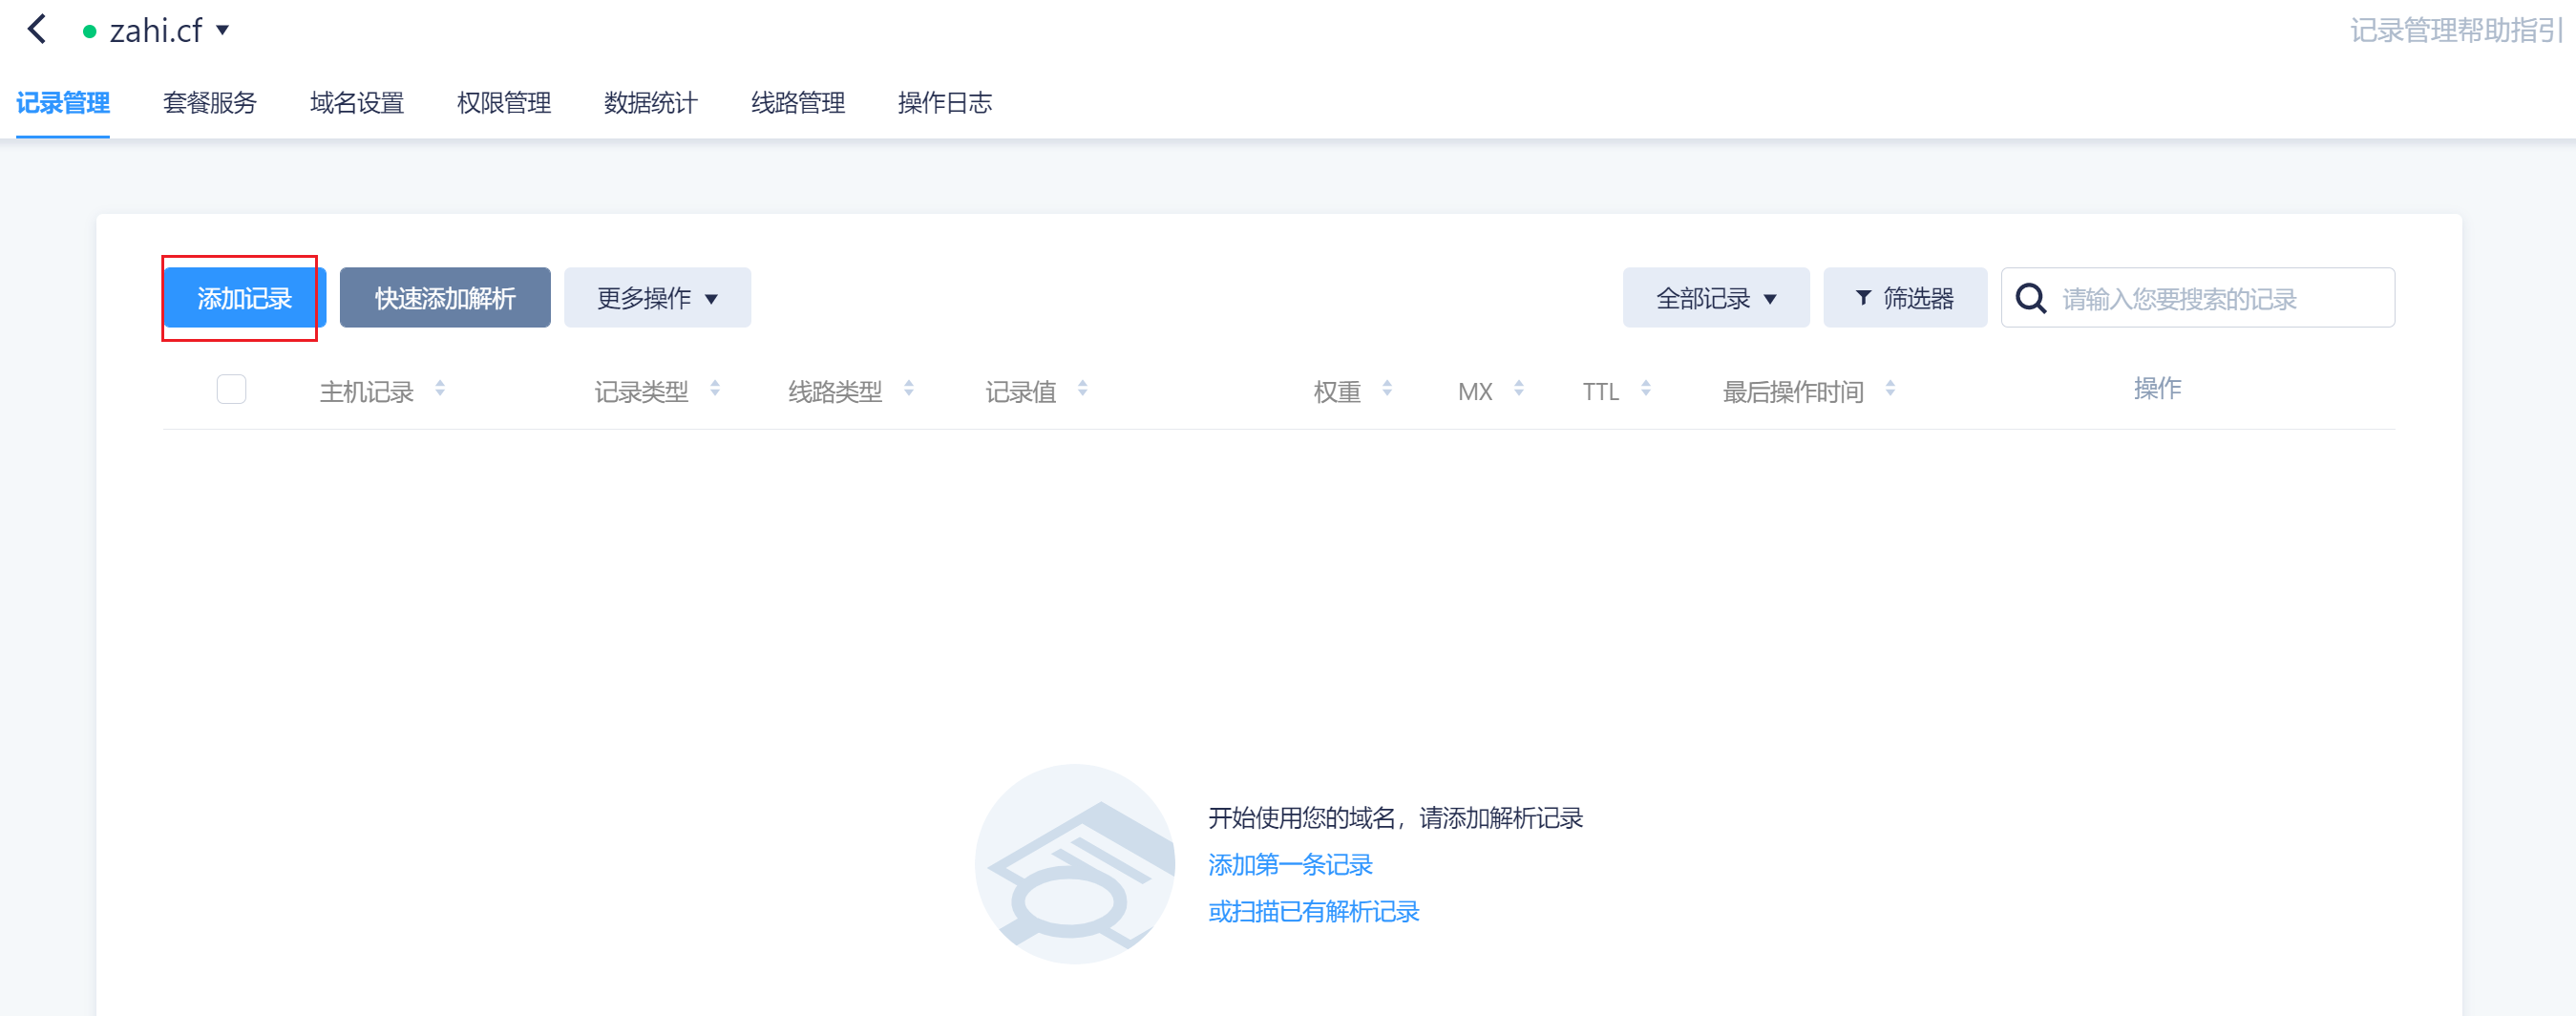 zahi.cf
记录管理帮助指引
记录管理 套餐服务 域名设置 权限管理 数据统计 线路管理 操作日志
添加记录 快速添加解析 更多操作 全部记录 筛选器 请输入您要搜索的记录
主机记录 记录类型 线路类型 记录值 权重 MX TTL 最后操作时间 操作
开始使用您的域名，请添加解析记录
添加第一条记录
或扫描已有解析记录